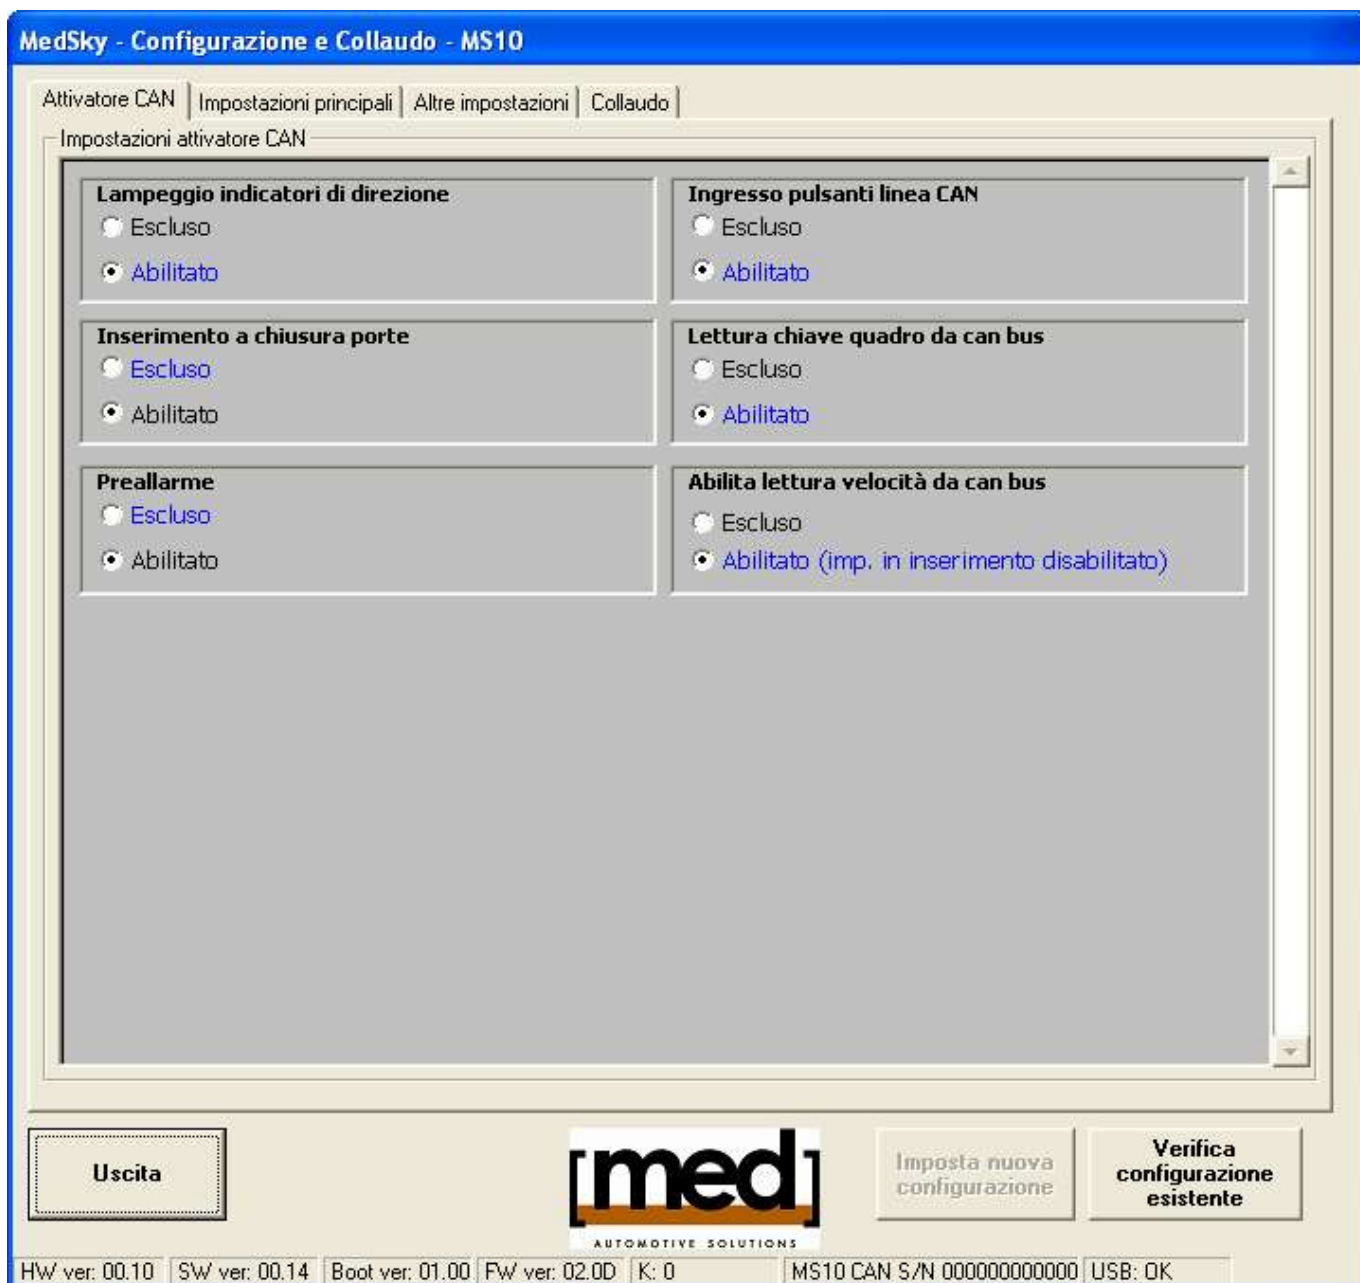 MedSky - Configurazione e Collaudo - MS10
Attivatore CAN Impostazioni principali Altre impostazioni Collaudo
Impostazioni attivatore CAN
Lampeggio indicatori di direzione
Escluso
Abilitato
Ingresso pulsanti linea CAN
Escluso
Abilitato
Inserimento a chiusura porte
Escluso
Abilitato
Lettura chiave quadro da can bus
Escluso
Abilitato
Preallarme
Escluso
Abilitato
Abilita lettura velocità da can bus
Escluso
Abilitato (imp. in inserimento disabilitato)
Uscita
[med]
AUTOMOTIVE SOLUTIONS
Imposta nuova
configurazione
Verifica
configurazione
esistente
HW ver: 00.10 SW ver: 00.14 Boot ver: 01.00 FW ver: 02.0D K: 0 MS10 CAN S/N 000000000000 USB: OK